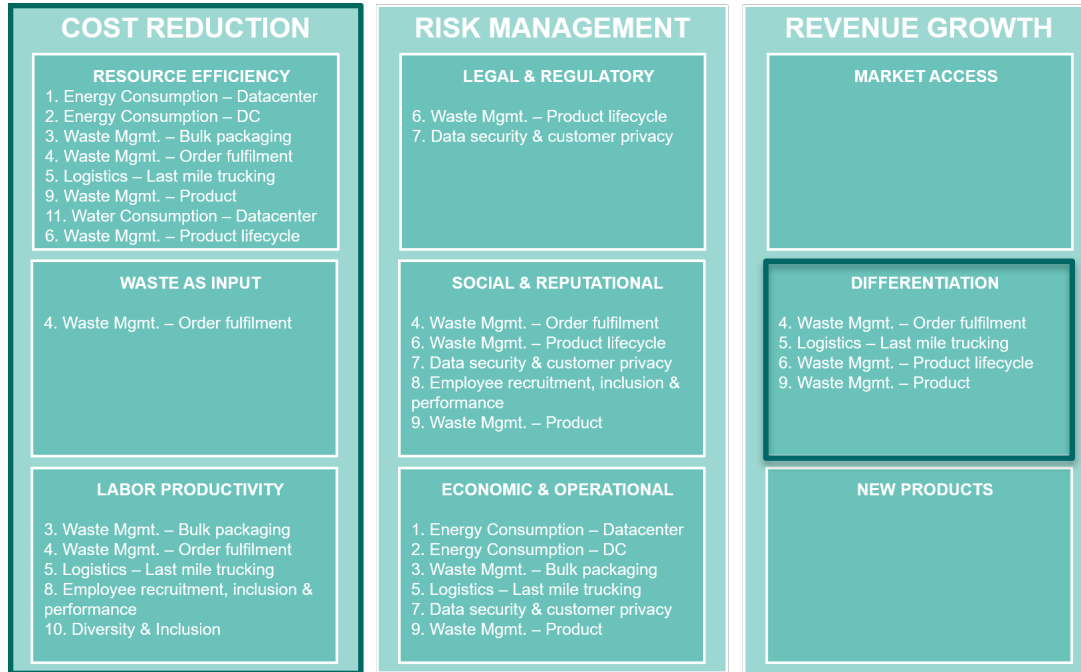 COST REDUCTION
RESOURCE EFFICIENCY
1. Energy Consumption – Datacenter
2. Energy Consumption – DC
3. Waste Mgmt. – Bulk packaging
4. Waste Mgmt. – Order fulfilment
5. Logistics – Last mile trucking
9. Waste Mgmt. – Product
11. Water Consumption – Datacenter
6. Waste Mgmt. – Product lifecycle
WASTE AS INPUT
4. Waste Mgmt. – Order fulfilment
LABOR PRODUCTIVITY
3. Waste Mgmt. – Bulk packaging
4. Waste Mgmt. – Order fulfilment
5. Logistics – Last mile trucking
8. Employee recruitment, inclusion &
performance
10. Diversity & Inclusion
RISK MANAGEMENT
LEGAL & REGULATORY
6. Waste Mgmt. – Product lifecycle
7. Data security & customer privacy
SOCIAL & REPUTATIONAL
4. Waste Mgmt. – Order fulfilment
6. Waste Mgmt. – Product lifecycle
7. Data security & customer privacy
8. Employee recruitment, inclusion &
performance
9. Waste Mgmt. – Product
ECONOMIC & OPERATIONAL
1. Energy Consumption – Datacenter
2. Energy Consumption – DC
3. Waste Mgmt. – Bulk packaging
5. Logistics – Last mile trucking
7. Data security & customer privacy
9. Waste Mgmt. – Product
REVENUE GROWTH
MARKET ACCESS
DIFFERENTIATION
4. Waste Mgmt. – Order fulfilment
5. Logistics – Last mile trucking
6. Waste Mgmt. – Product lifecycle
9. Waste Mgmt. – Product
NEW PRODUCTS